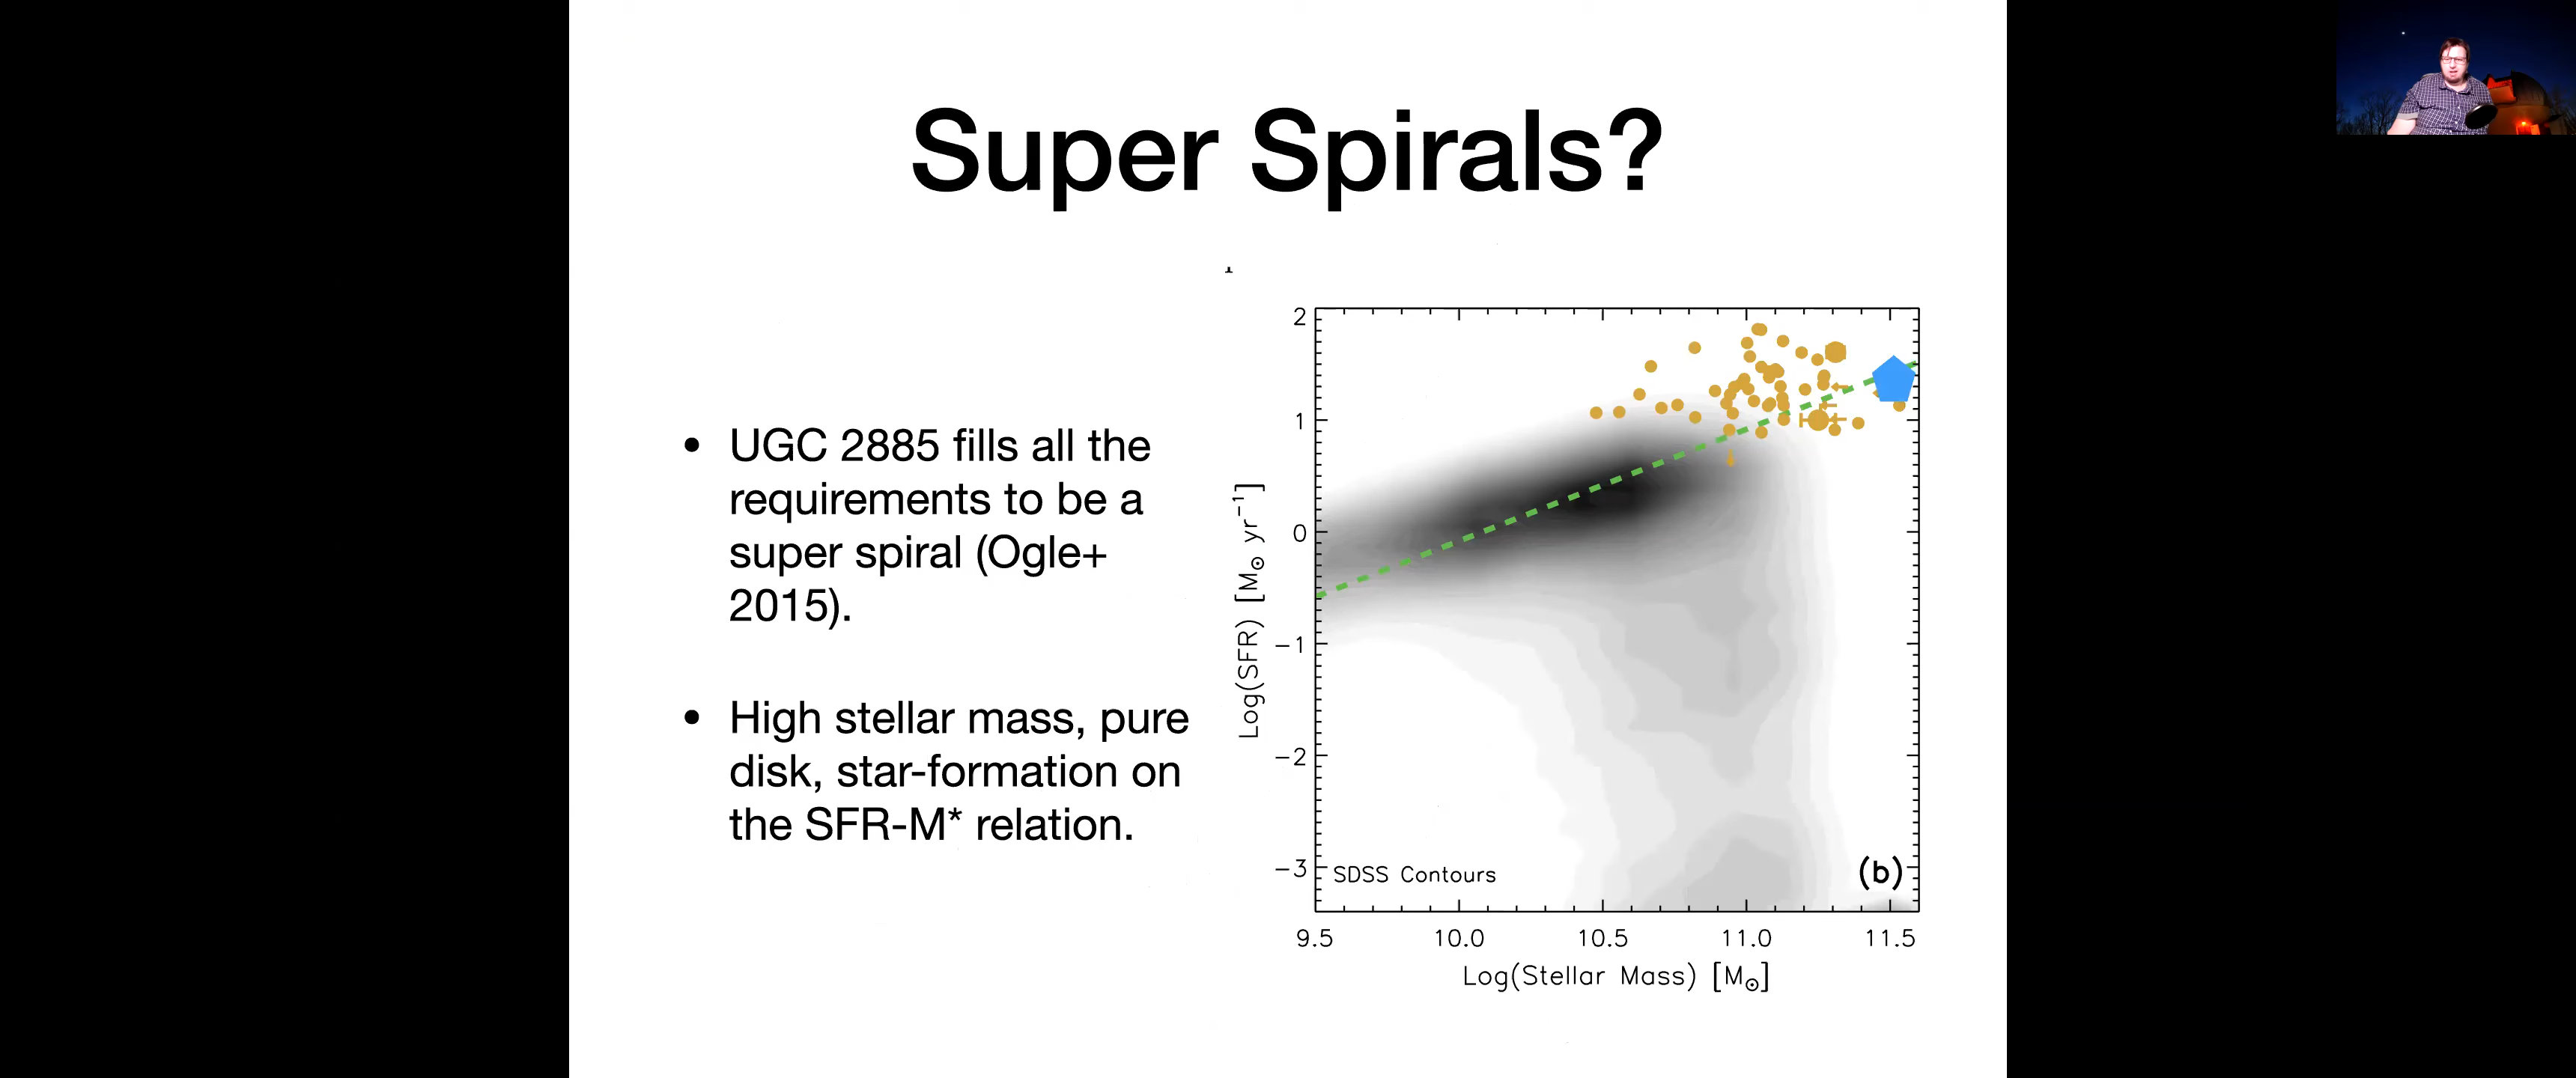 Super Spirals?
• UGC 2885 fills all the
requirements to be a
super spiral (Ogle+
2015).
• High stellar mass, pure
disk, star-formation on
the SFR-M* relation.
2
1
0
−1
−2
−3
Log(SFR) [M⊙ yr⁻¹]
SDSS Contours
(b)
9.5 10.0 10.5 11.0 11.5
Log(Stellar Mass) [M⊙]